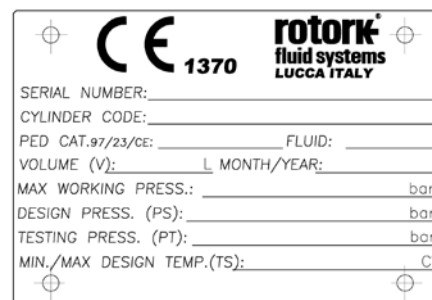 CE 1370
rotork
fluid systems
LUCCA ITALY
SERIAL NUMBER:
CYLINDER CODE:
PED CAT.97/23/CE: FLUID:
VOLUME (V): L MONTH/YEAR:
MAX WORKING PRESS.: bar
DESIGN PRESS. (PS): bar
TESTING PRESS. (PT): bar
MIN./MAX DESIGN TEMP.(TS): C